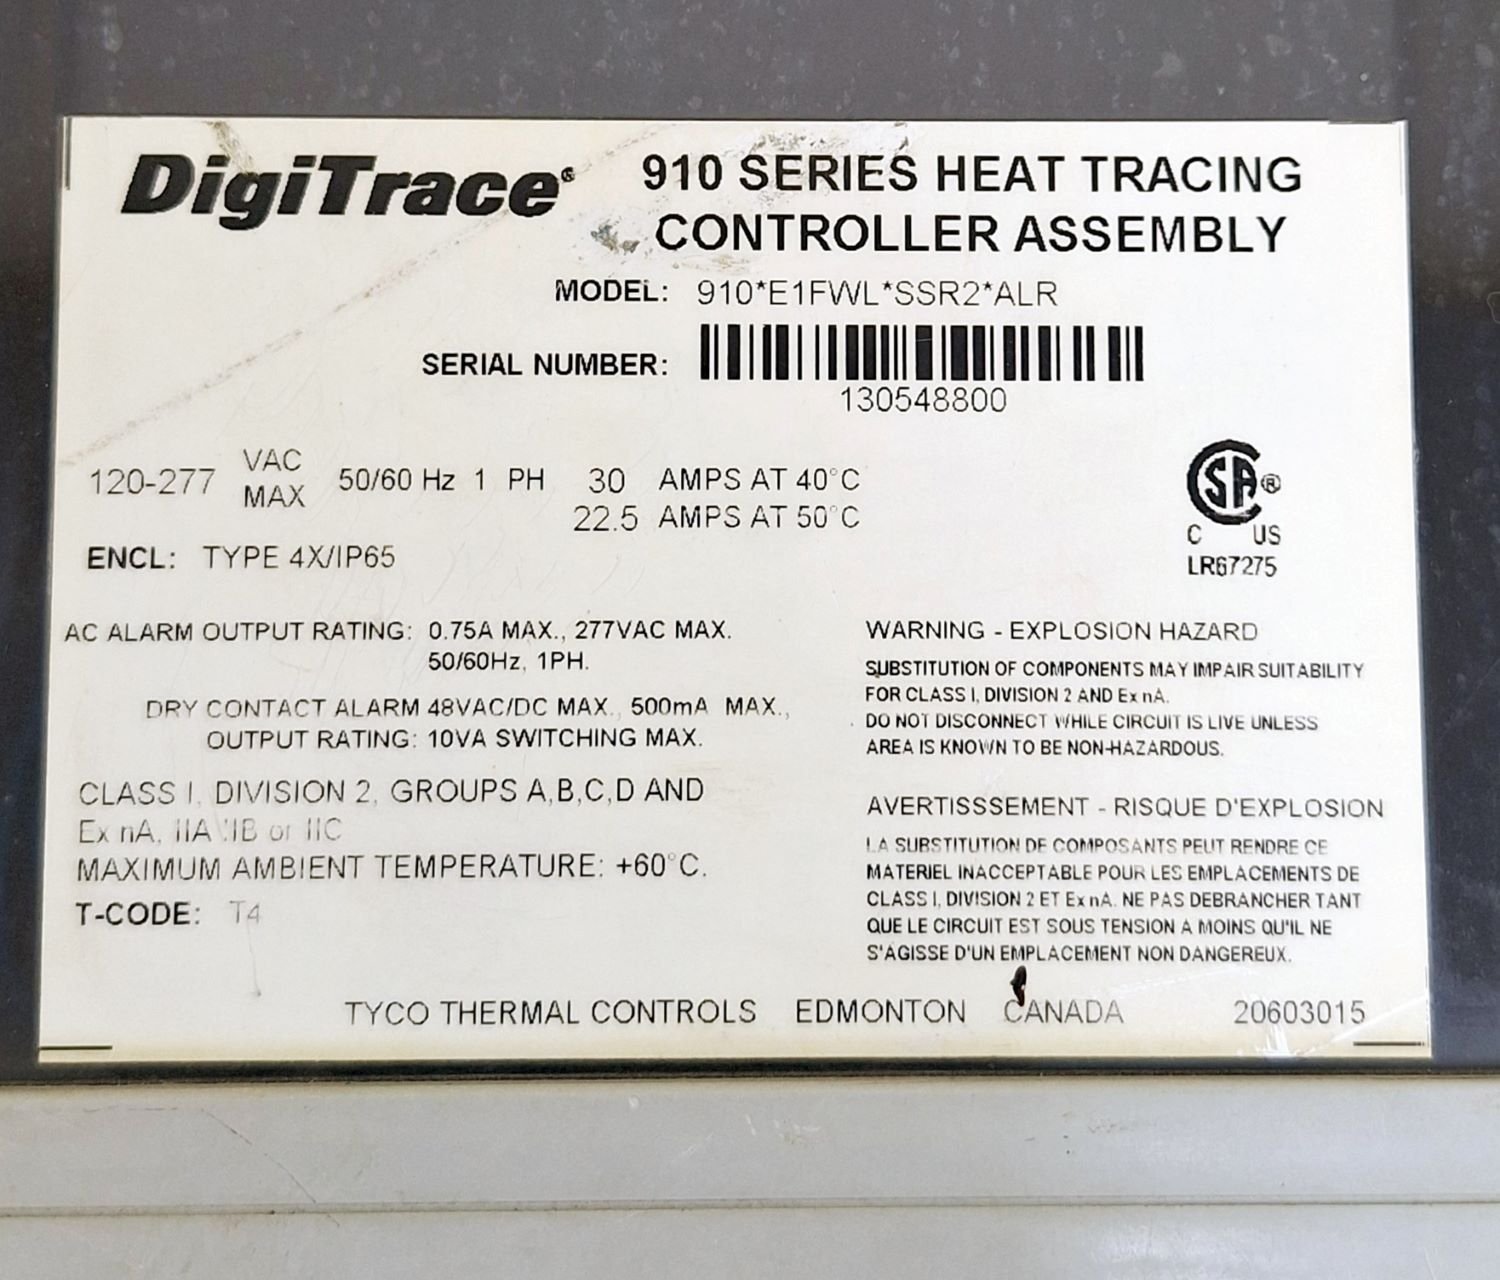 DigiTrace®
910 SERIES HEAT TRACING
CONTROLLER ASSEMBLY
MODEL: 910*E1FWL*SSR2*ALR
SERIAL NUMBER:
130548800
120-277 VAC MAX 50/60 Hz 1 PH 30 AMPS AT 40°C
22.5 AMPS AT 50°C
ENCL: TYPE 4X/IP65
CSA®
C US
LR67275
AC ALARM OUTPUT RATING: 0.75A MAX., 277VAC MAX.
50/60Hz, 1PH.
DRY CONTACT ALARM 48VAC/DC MAX., 500mA MAX.,
OUTPUT RATING: 10VA SWITCHING MAX.
CLASS I, DIVISION 2, GROUPS A,B,C,D AND
Ex nA, IIA IIB or IIC
MAXIMUM AMBIENT TEMPERATURE: +60°C.
T-CODE: T4
WARNING - EXPLOSION HAZARD
SUBSTITUTION OF COMPONENTS MAY IMPAIR SUITABILITY
FOR CLASS I, DIVISION 2 AND Ex nA.
DO NOT DISCONNECT WHILE CIRCUIT IS LIVE UNLESS
AREA IS KNOWN TO BE NON-HAZARDOUS.
AVERTISSSEMENT - RISQUE D'EXPLOSION
LA SUBSTITUTION DE COMPOSANTS PEUT RENDRE CE
MATERIEL INACCEPTABLE POUR LES EMPLACEMENTS DE
CLASS I, DIVISION 2 ET Ex nA. NE PAS DEBRANCHER TANT
QUE LE CIRCUIT EST SOUS TENSION A MOINS QU'IL NE
S'AGISSE D'UN EMPLACEMENT NON DANGEREUX.
TYCO THERMAL CONTROLS EDMONTON CANADA 20603015